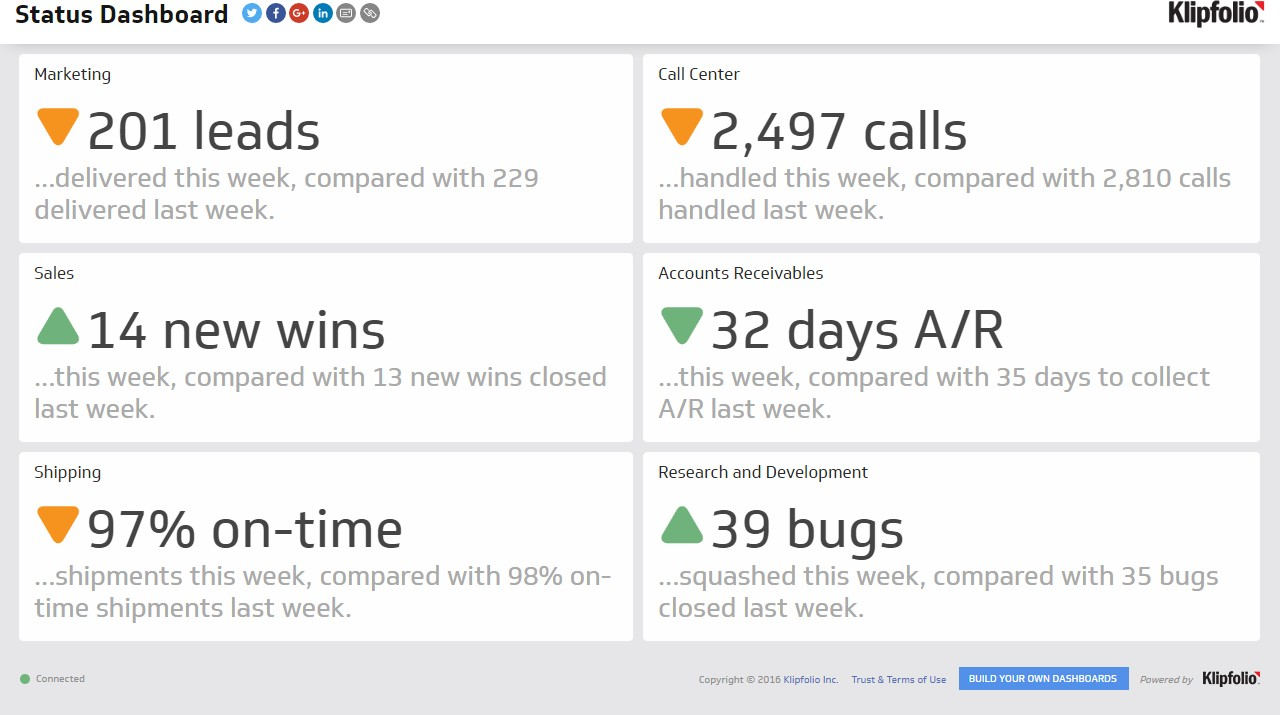 Status Dashboard
Klipfolio
Marketing
201 leads
...delivered this week, compared with 229
delivered last week.
Call Center
2,497 calls
...handled this week, compared with 2,810 calls
handled last week.
Sales
14 new wins
...this week, compared with 13 new wins closed
last week.
Accounts Receivables
32 days A/R
...this week, compared with 35 days to collect
A/R last week.
Shipping
97% on-time
...shipments this week, compared with 98% on-
time shipments last week.
Research and Development
39 bugs
...squashed this week, compared with 35 bugs
closed last week.
Connected
Copyright © 2016 Klipfolio Inc. Trust & Terms of Use BUILD YOUR OWN DASHBOARDS Powered by Klipfolio